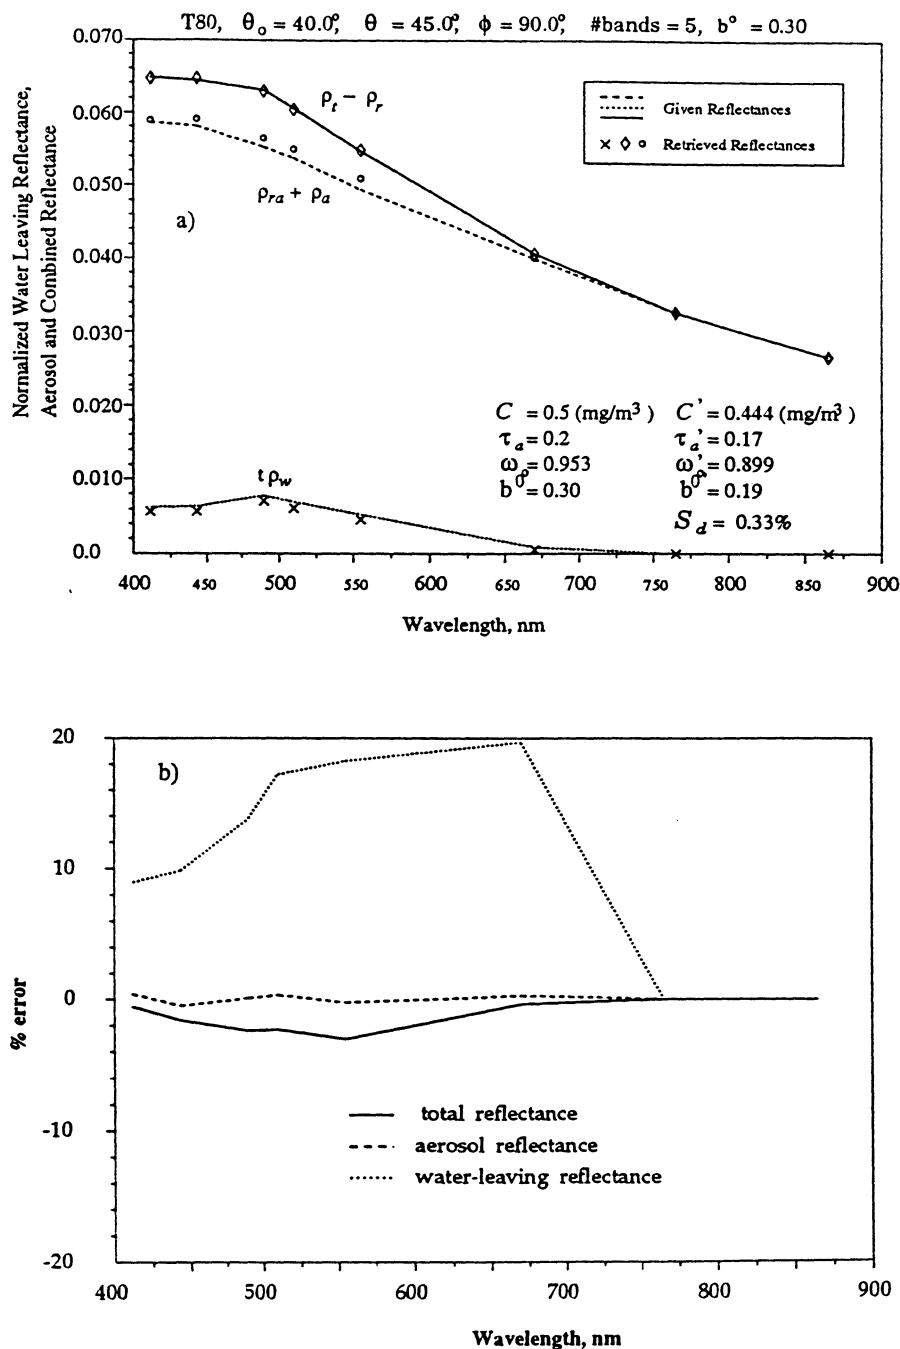 T80, θo = 40.0°, θ = 45.0°, φ = 90.0°, #bands = 5, b° = 0.30
Normalized Water Leaving Reflectance,
Aerosol and Combined Reflectance
0.070
0.060
0.050
0.040
0.030
0.020
0.010
0.0
a)
ρt − ρr
ρra + ρa
tρw
Given Reflectances
Retrieved Reflectances
C = 0.5 (mg/m3) C' = 0.444 (mg/m3)
τa = 0.2 τa' = 0.17
ω0 = 0.953 ω0' = 0.899
b° = 0.30 b°' = 0.19
Sd = 0.33%
400 450 500 550 600 650 700 750 800 850 900
Wavelength, nm
b)
20
10
0
-10
-20
% error
total reflectance
aerosol reflectance
water-leaving reflectance
400 500 600 700 800 900
Wavelength, nm